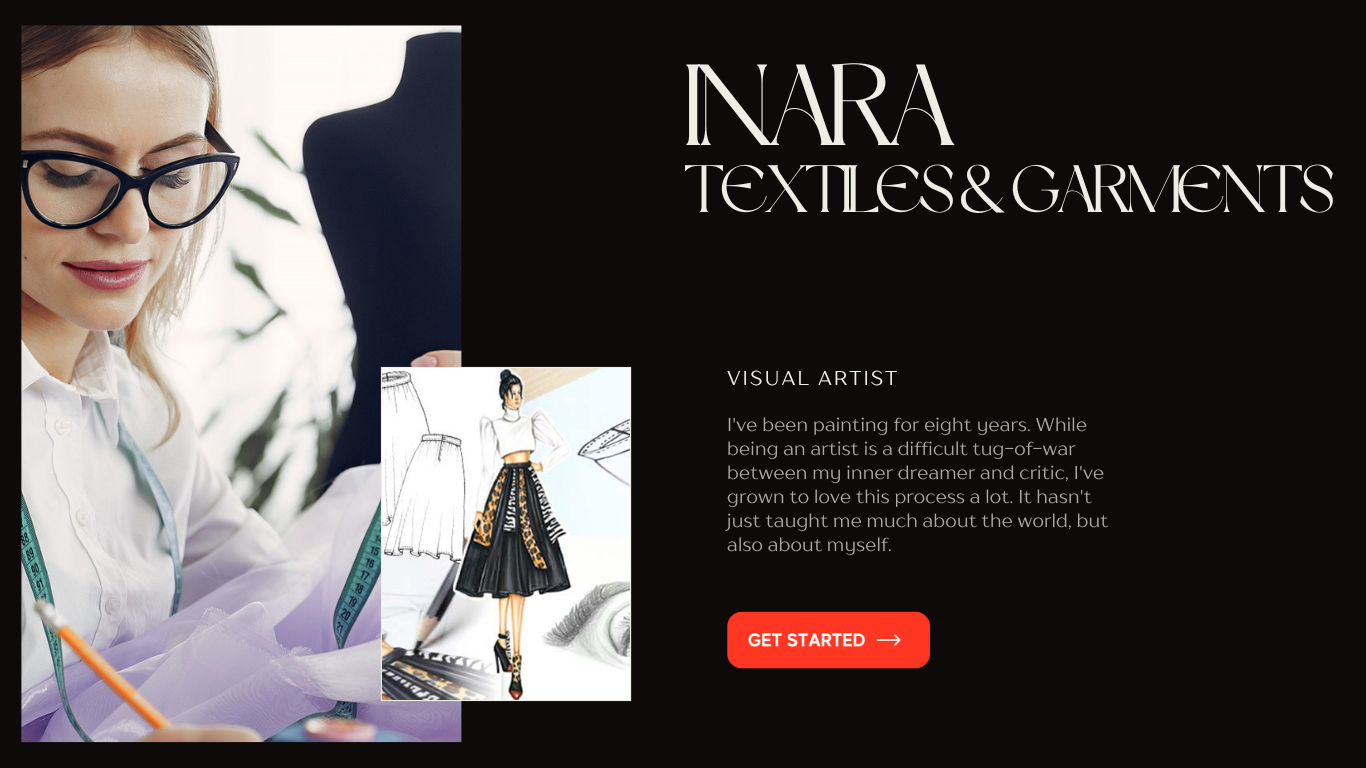 INARA
TEXTILES & GARMENTS
VISUAL ARTIST
I've been painting for eight years. While
being an artist is a difficult tug-of-war
between my inner dreamer and critic, I've
grown to love this process a lot. It hasn't
just taught me much about the world, but
also about myself.
GET STARTED →